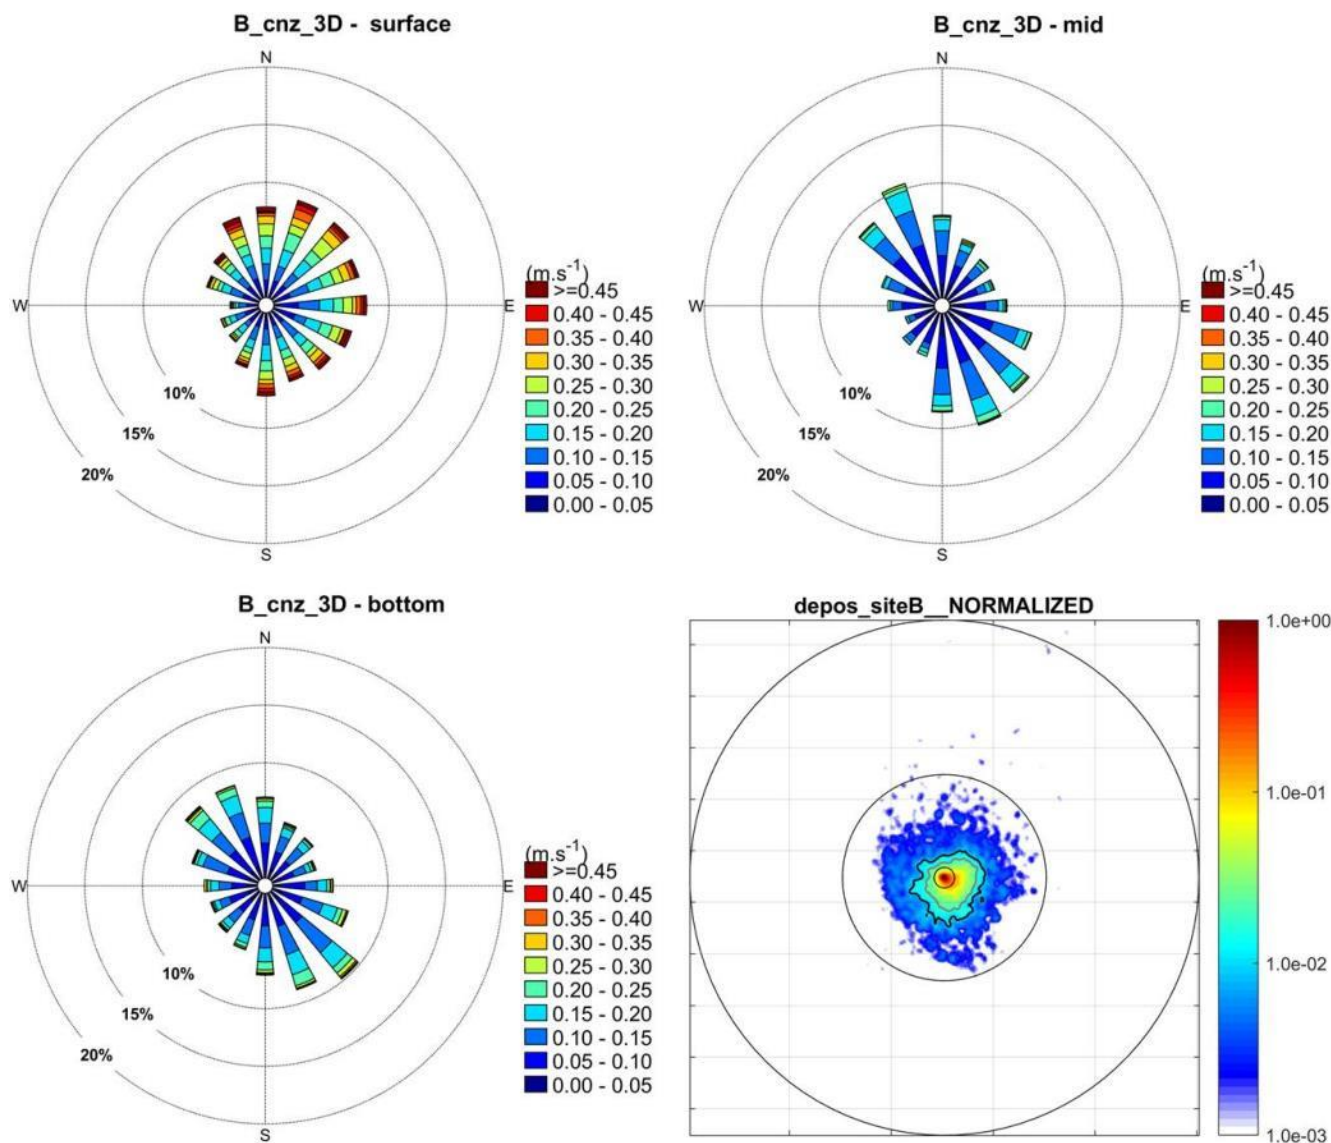 B_cnz_3D - surface
N
W
E
S
10%
15%
20%
(m.s⁻¹)
>=0.45
0.40 - 0.45
0.35 - 0.40
0.30 - 0.35
0.25 - 0.30
0.20 - 0.25
0.15 - 0.20
0.10 - 0.15
0.05 - 0.10
0.00 - 0.05
B_cnz_3D - mid
N
W
E
S
10%
15%
20%
(m.s⁻¹)
>=0.45
0.40 - 0.45
0.35 - 0.40
0.30 - 0.35
0.25 - 0.30
0.20 - 0.25
0.15 - 0.20
0.10 - 0.15
0.05 - 0.10
0.00 - 0.05
B_cnz_3D - bottom
N
W
E
S
10%
15%
20%
(m.s⁻¹)
>=0.45
0.40 - 0.45
0.35 - 0.40
0.30 - 0.35
0.25 - 0.30
0.20 - 0.25
0.15 - 0.20
0.10 - 0.15
0.05 - 0.10
0.00 - 0.05
depos_siteB__NORMALIZED
1.0e+00
1.0e-01
1.0e-02
1.0e-03